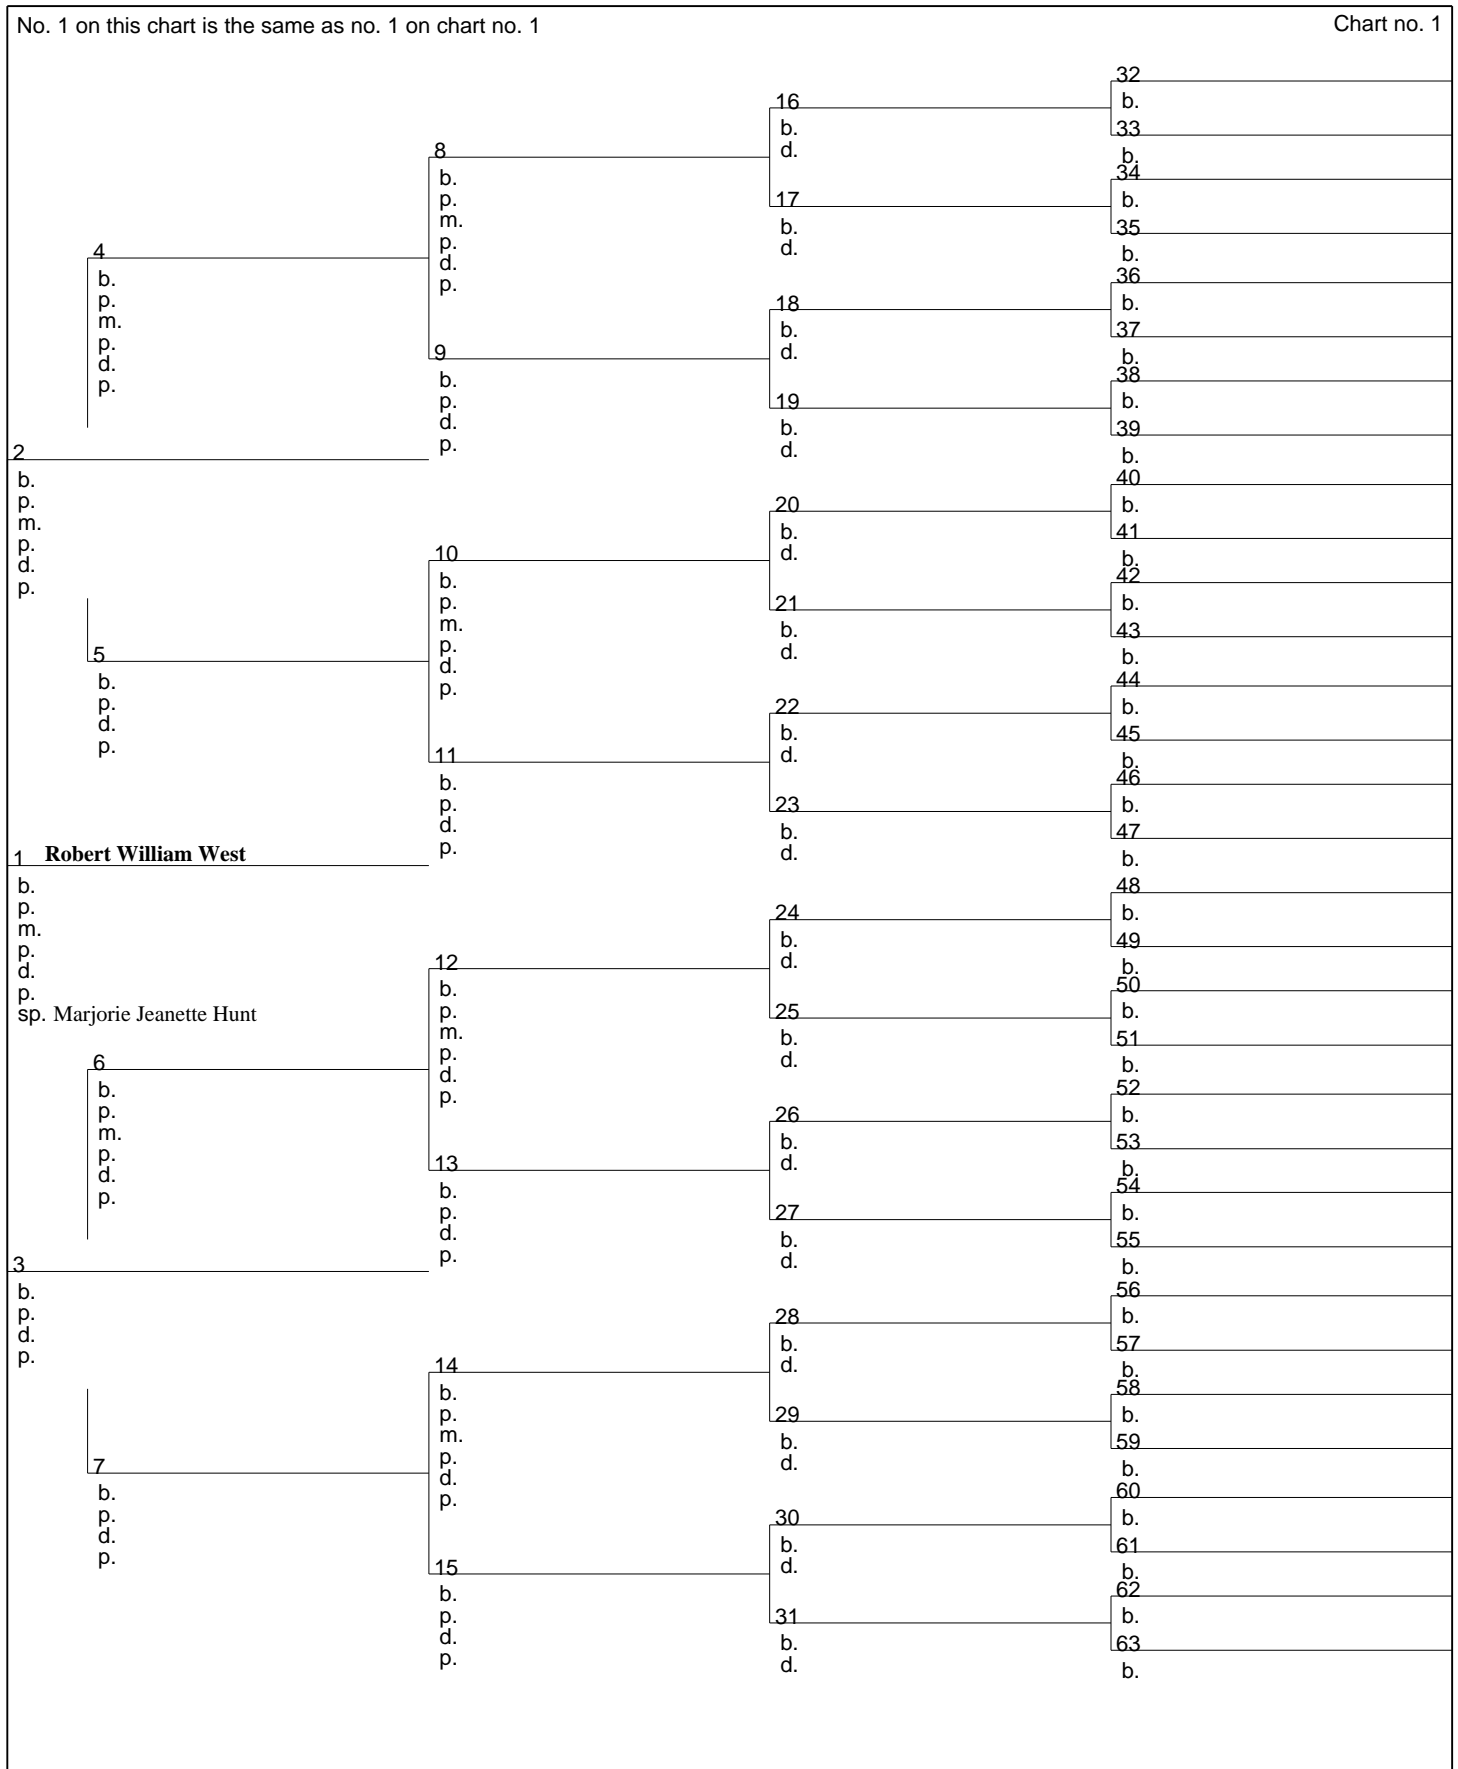 No. 1 on this chart is the same as no. 1 on chart no. 1
Chart no. 1
2
b.
p.
m.
p.
d.
p.
1 Robert William West
b.
p.
m.
p.
d.
p.
sp. Marjorie Jeanette Hunt
3
b.
p.
d.
p.
4
b.
p.
m.
p.
d.
p.
5
b.
p.
d.
p.
6
b.
p.
m.
p.
d.
p.
7
b.
p.
d.
p.
8
b.
p.
m.
p.
d.
p.
9
b.
p.
d.
p.
10
b.
p.
m.
p.
d.
p.
11
b.
p.
d.
p.
12
b.
p.
m.
p.
d.
p.
13
b.
p.
d.
p.
14
b.
p.
m.
p.
d.
p.
15
b.
p.
d.
p.
16
b.
d.
17
b.
d.
18
b.
d.
19
b.
d.
20
b.
d.
21
b.
d.
22
b.
d.
23
b.
d.
24
b.
d.
25
b.
d.
26
b.
d.
27
b.
d.
28
b.
d.
29
b.
d.
30
b.
d.
31
b.
d.
32
b.
33
b.
34
b.
35
b.
36
b.
37
b.
38
b.
39
b.
40
b.
41
b.
42
b.
43
b.
44
b.
45
b.
46
b.
47
b.
48
b.
49
b.
50
b.
51
b.
52
b.
53
b.
54
b.
55
b.
56
b.
57
b.
58
b.
59
b.
60
b.
61
b.
62
b.
63
b.